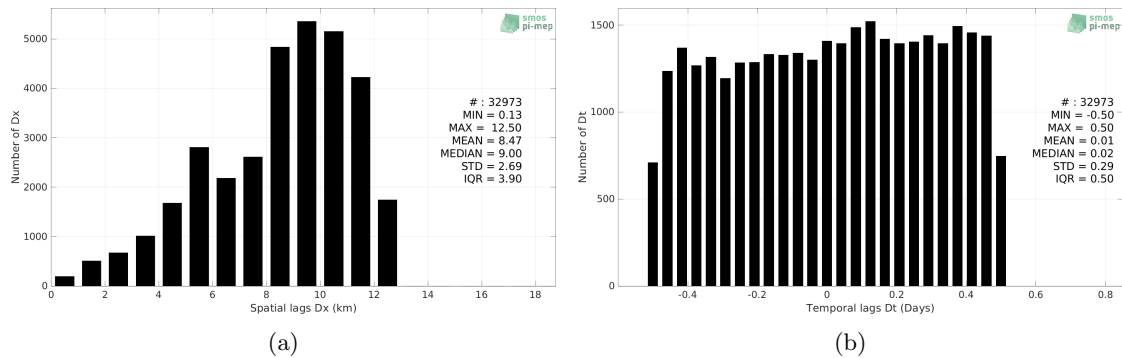 smos
pi-mep
5000
4000
3000
2000
1000
0
Number of Dx
# : 32973
MIN = 0.13
MAX = 12.50
MEAN = 8.47
MEDIAN = 9.00
STD = 2.69
IQR = 3.90
0 2 4 6 8 10 12 14 16 18
Spatial lags Dx (km)
(a)
smos
pi-mep
1500
1000
500
0
Number of Dt
# : 32973
MIN = -0.50
MAX = 0.50
MEAN = 0.01
MEDIAN = 0.02
STD = 0.29
IQR = 0.50
-0.4 -0.2 0 0.2 0.4 0.6 0.8
Temporal lags Dt (Days)
(b)